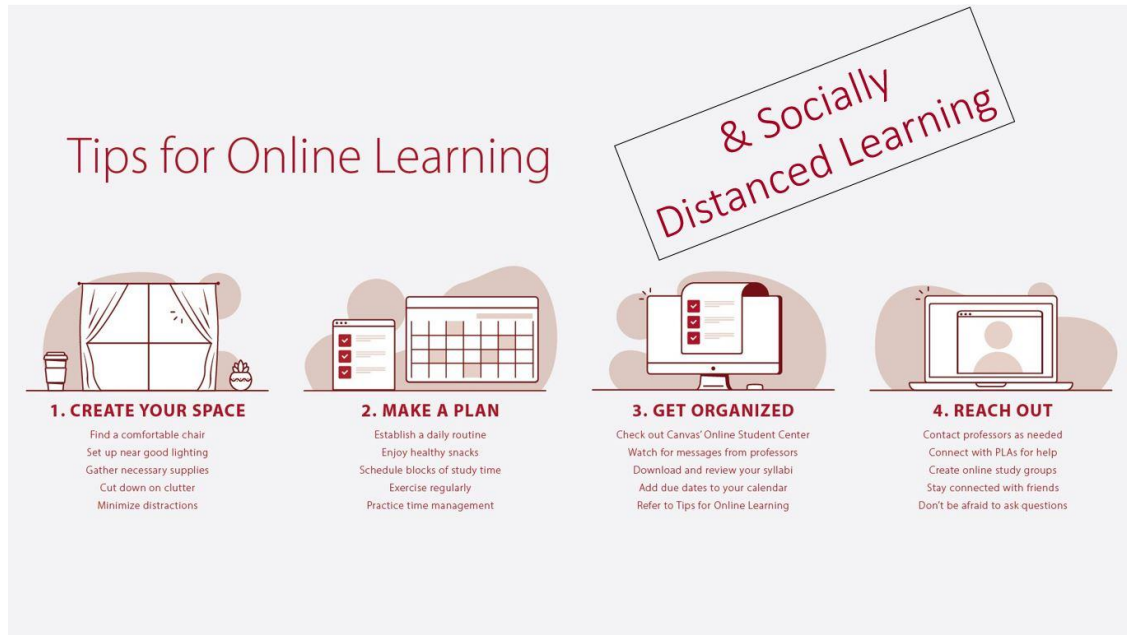 Tips for Online Learning
& Socially
Distanced Learning
1. CREATE YOUR SPACE
Find a comfortable chair
Set up near good lighting
Gather necessary supplies
Cut down on clutter
Minimize distractions
2. MAKE A PLAN
Establish a daily routine
Enjoy healthy snacks
Schedule blocks of study time
Exercise regularly
Practice time management
3. GET ORGANIZED
Check out Canvas' Online Student Center
Watch for messages from professors
Download and review your syllabi
Add due dates to your calendar
Refer to Tips for Online Learning
4. REACH OUT
Contact professors as needed
Connect with PLAs for help
Create online study groups
Stay connected with friends
Don't be afraid to ask questions